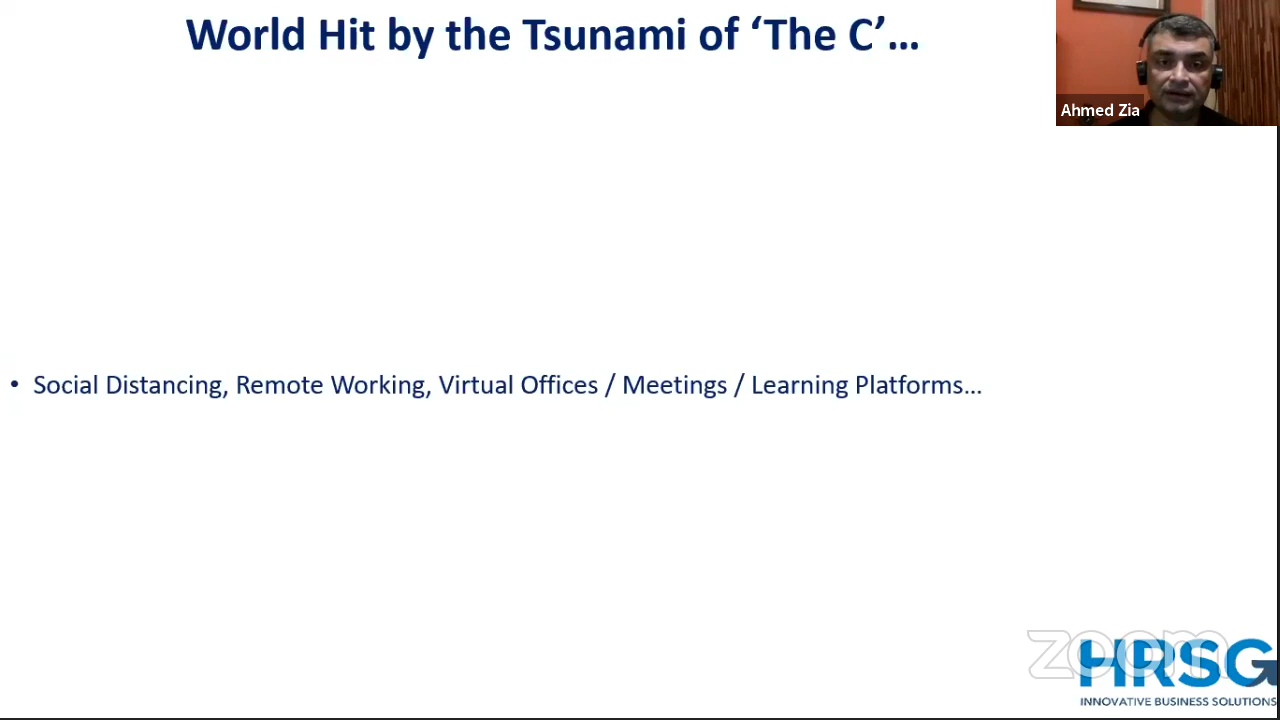 World Hit by the Tsunami of ‘The C’…
Ahmed Zia
• Social Distancing, Remote Working, Virtual Offices / Meetings / Learning Platforms…
zoom
HRSG
INNOVATIVE BUSINESS SOLUTIONS